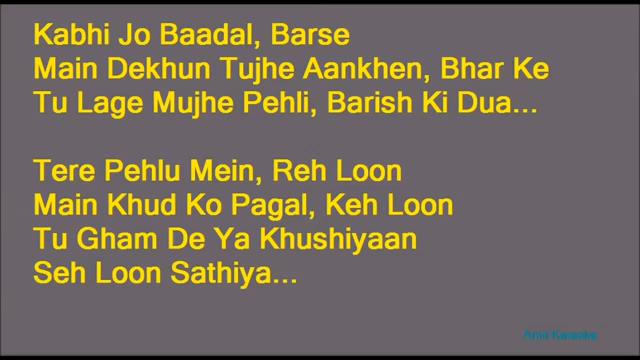 Kabhi Jo Baadal, Barse
Main Dekhun Tujhe Aankhen, Bhar Ke
Tu Lage Mujhe Pehli, Barish Ki Dua...
Tere Pehlu Mein, Reh Loon
Main Khud Ko Pagal, Keh Loon
Tu Gham De Ya Khushiyaan
Seh Loon Sathiya...
Amit Karaoke